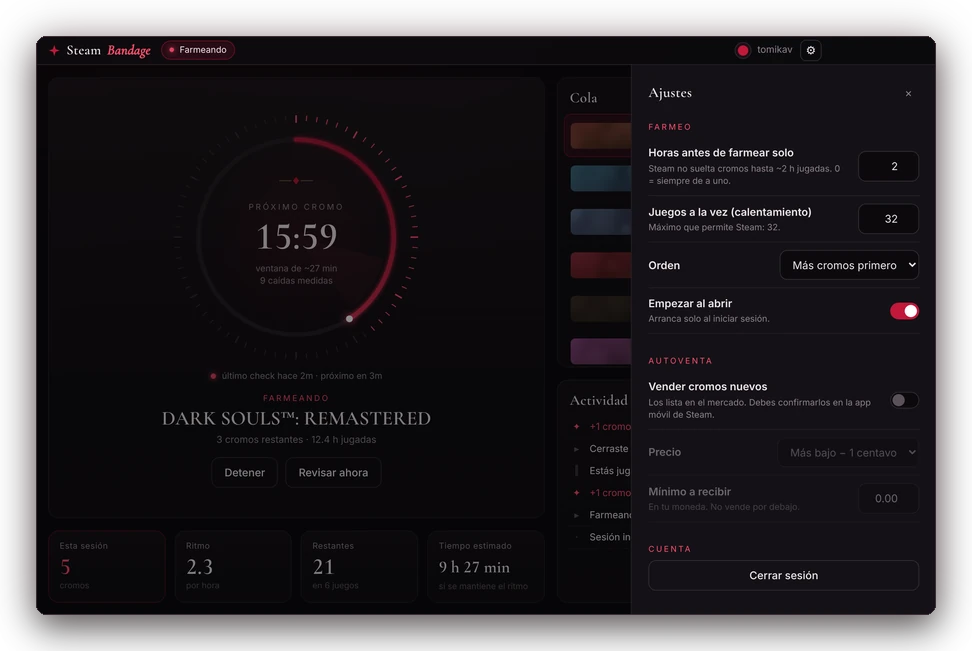 Steam Bandage
Farmeando
tomikav
PRÓXIMO CROMO
15:59
ventana de ~27 min
9 caídas medidas
último check hace 2m · próximo en 3m
FARMEANDO
DARK SOULS™: REMASTERED
3 cromos restantes · 12.4 h jugadas
Detener
Revisar ahora
Esta sesión
5
cromos
Ritmo
2.3
por hora
Restantes
21
en 6 juegos
Tiempo estimado
9 h 27 min
si se mantiene el ritmo
Cola
Actividad
+1 cromo
Cerraste
Estás jug
+1 cromo
Farmean
Sesión in
Ajustes
×
FARMEO
Horas antes de farmear solo
Steam no suelta cromos hasta ~2 h jugadas. 0
= siempre de a uno.
2
Juegos a la vez (calentamiento)
Máximo que permite Steam: 32.
32
Orden
Más cromos primero
Empezar al abrir
Arranca solo al iniciar sesión.
AUTOVENTA
Vender cromos nuevos
Los lista en el mercado. Debes confirmarlos en la app
móvil de Steam.
Precio
Más bajo − 1 centavo
Mínimo a recibir
En tu moneda. No vende por debajo.
0.00
CUENTA
Cerrar sesión